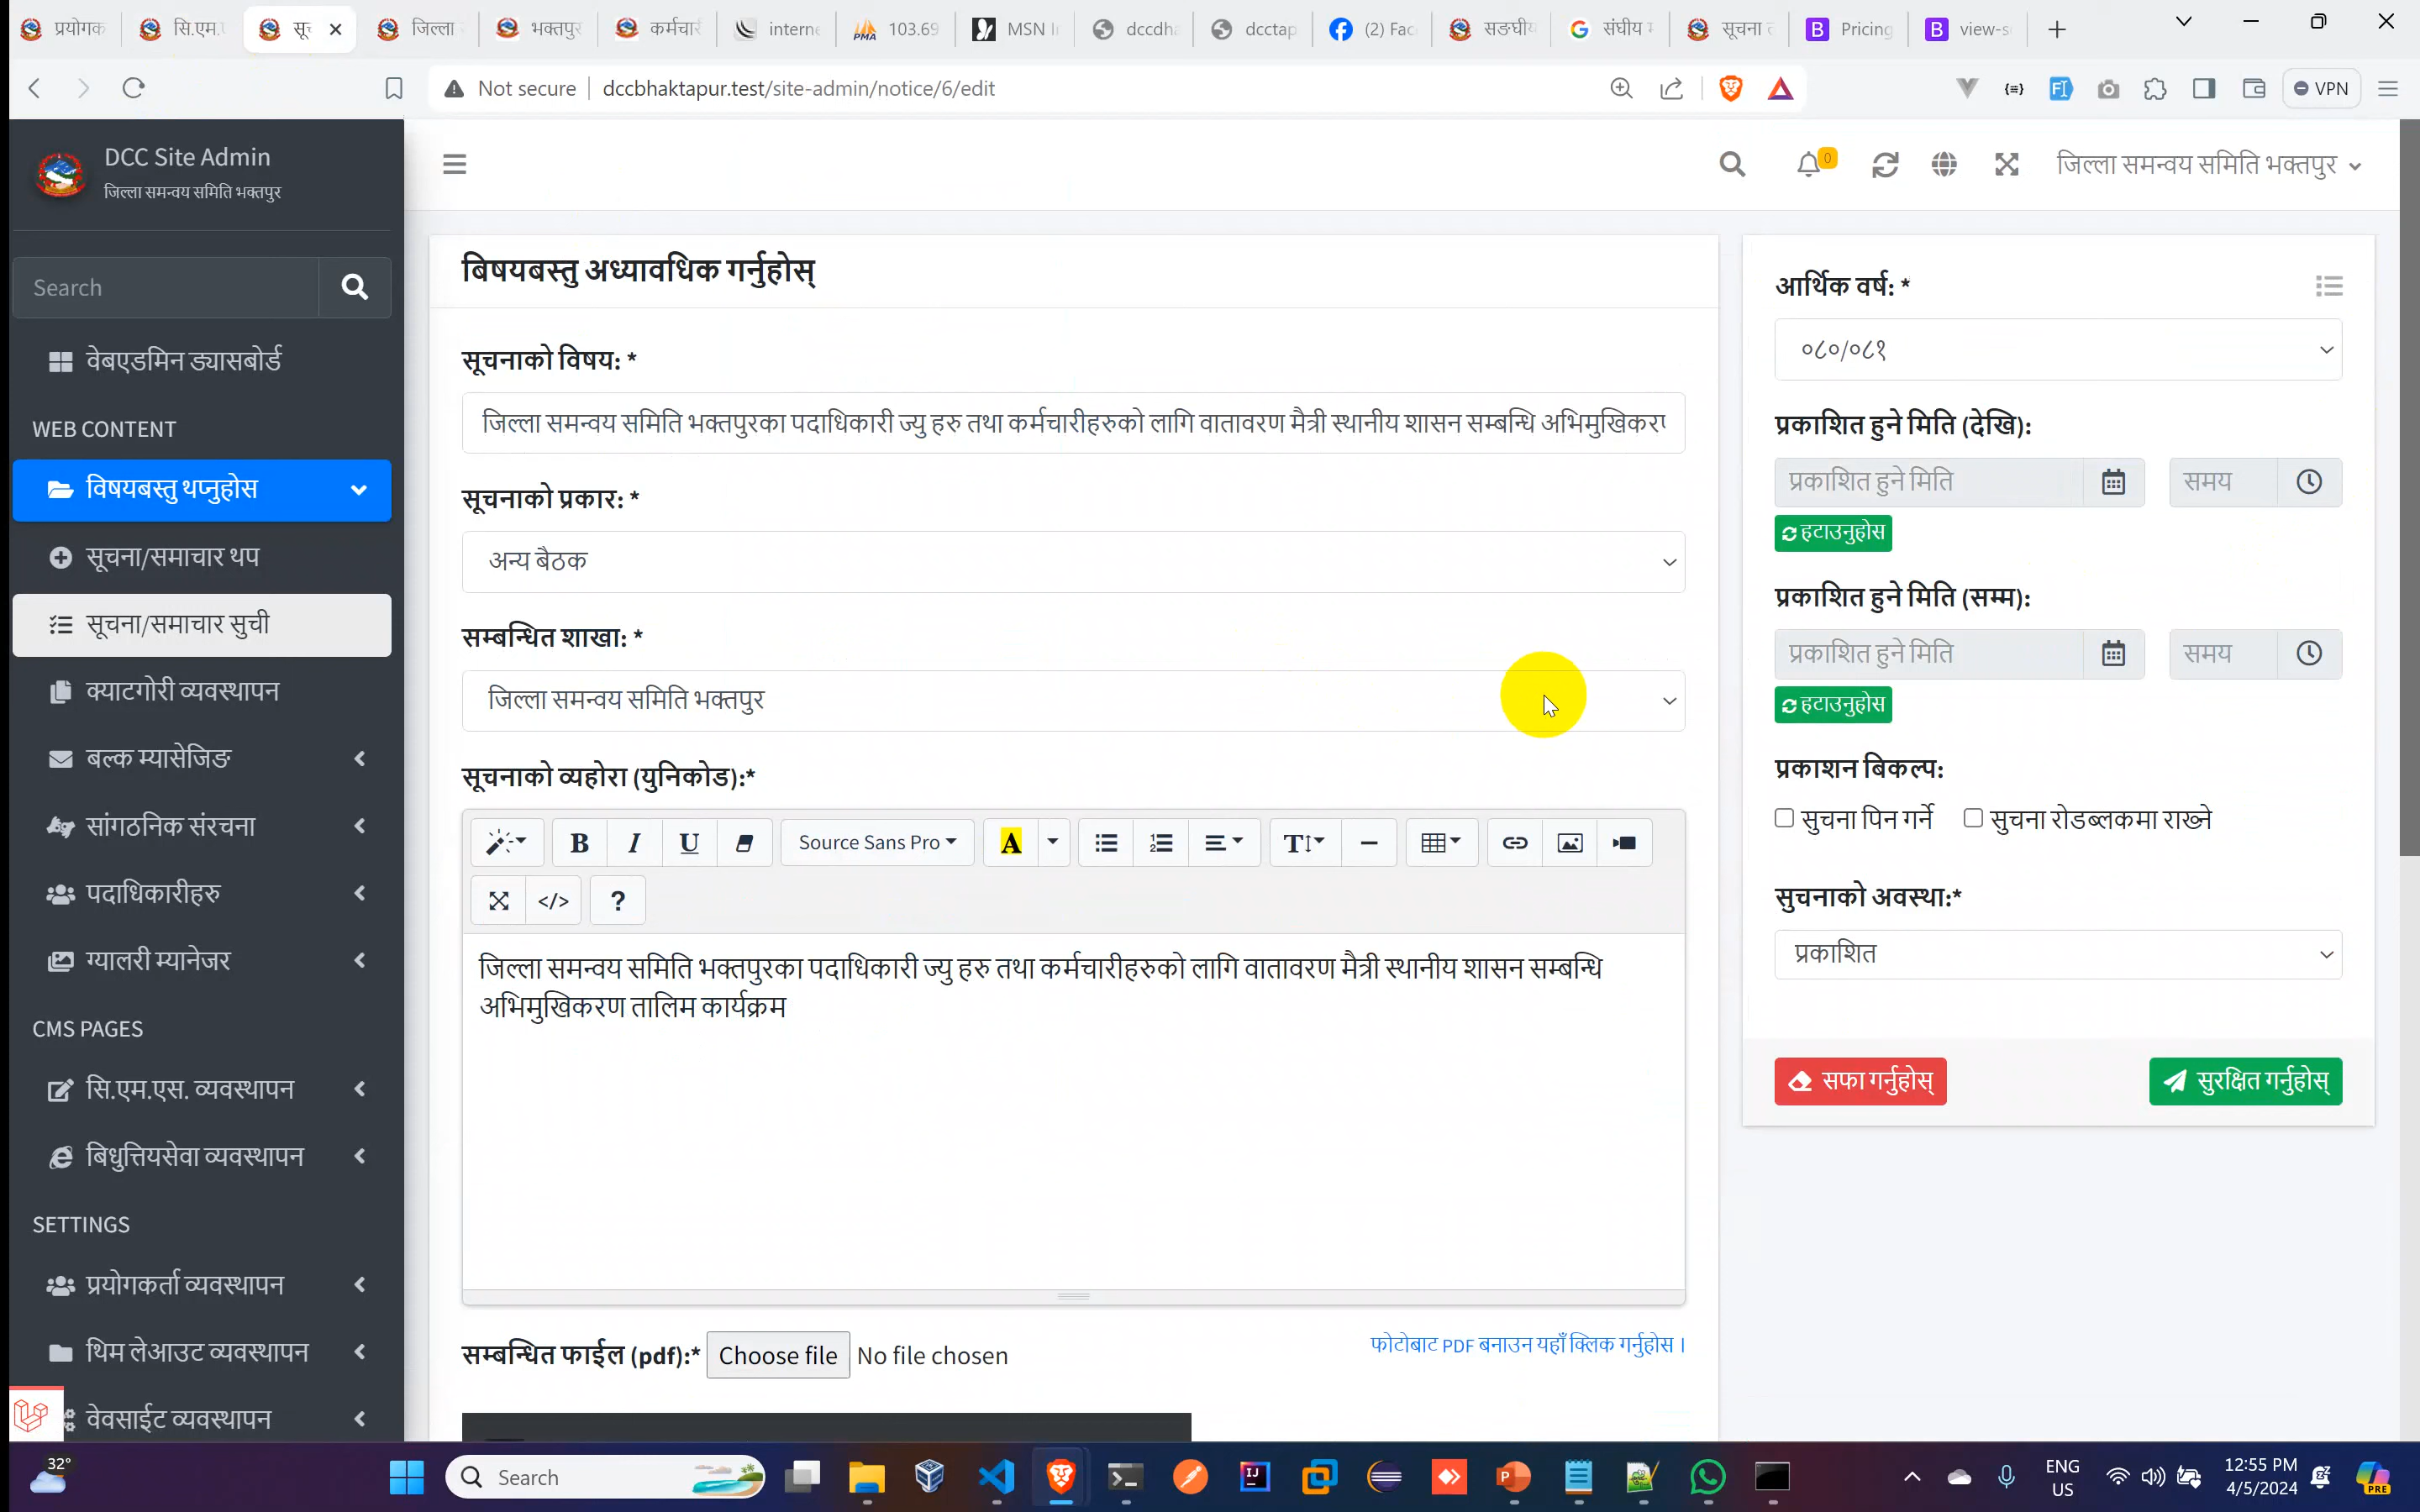 प्रयोगक
सि.एम.ए
सू
जिल्ला
भक्तपु
कर्मचारी
interne
PMA
103.69
MSN I
dccdha
dcctap
(2) Fac
सङघीय
संघीय
सूचना
Pricing
view-s
Not secure
dccbhaktapur.test/site-admin/notice/6/edit
VPN
DCC Site Admin
जिल्ला समन्वय समिति भक्तपुर
0
जिल्ला समन्वय समिति भक्तपुर
Search
वेबएडमिन ड्यासबोर्ड
WEB CONTENT
विषयबस्तु थप्नुहोस
सूचना/समाचार थप
सूचना/समाचार सुची
क्याटगोरी व्यवस्थापन
बल्क म्यासेजिङ
सांगठनिक संरचना
पदाधिकारीहरु
ग्यालरी म्यानेजर
CMS PAGES
सि.एम.एस. व्यवस्थापन
बिधुत्तियसेवा व्यवस्थापन
SETTINGS
प्रयोगकर्ता व्यवस्थापन
थिम लेआउट व्यवस्थापन
वेवसाईट व्यवस्थापन
बिषयबस्तु अध्यावधिक गर्नुहोस्
सूचनाको विषय: *
जिल्ला समन्वय समिति भक्तपुरका पदाधिकारी ज्यु हरु तथा कर्मचारीहरुको लागि वातावरण मैत्री स्थानीय शासन सम्बन्धि अभिमुखिकरण
सूचनाको प्रकार: *
अन्य बैठक
सम्बन्धित शाखा: *
जिल्ला समन्वय समिति भक्तपुर
सूचनाको व्यहोरा (युनिकोड):*
B I U Source Sans Pro A
</> ?
जिल्ला समन्वय समिति भक्तपुरका पदाधिकारी ज्यु हरु तथा कर्मचारीहरुको लागि वातावरण मैत्री स्थानीय शासन सम्बन्धि
अभिमुखिकरण तालिम कार्यक्रम
सम्बन्धित फाईल (pdf):* Choose file No file chosen
फोटोबाट PDF बनाउन यहाँ क्लिक गर्नुहोस ।
आर्थिक वर्ष: *
०८०/०८१
प्रकाशित हुने मिति (देखि):
प्रकाशित हुने मिति समय
हटाउनुहोस
प्रकाशित हुने मिति (सम्म):
प्रकाशित हुने मिति समय
हटाउनुहोस
प्रकाशन बिकल्प:
सुचना पिन गर्ने सुचना रोडब्लकमा राख्ने
सुचनाको अवस्था:*
प्रकाशित
सफा गर्नुहोस् सुरक्षित गर्नुहोस्
32°
Search
ENG
US
12:55 PM
4/5/2024
PRE